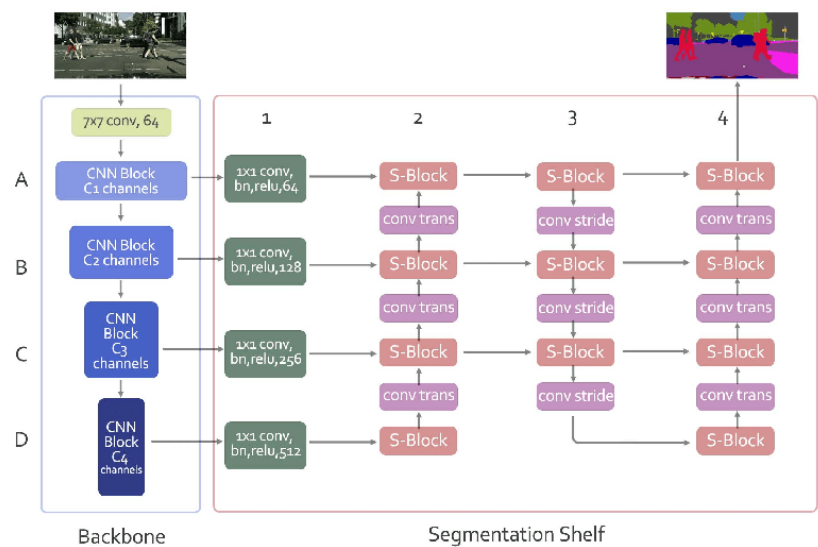 1 2 3 4
7x7 conv, 64
A
CNN Block
C1 channels
1x1 conv,
bn,relu,64
S-Block
S-Block
S-Block
conv trans
conv stride
conv trans
B
CNN Block
C2 channels
1x1 conv,
bn,relu,128
S-Block
S-Block
S-Block
conv trans
conv stride
conv trans
C
CNN
Block
C3
channels
1x1 conv,
bn,relu,256
S-Block
S-Block
S-Block
conv trans
conv stride
conv trans
D
CNN
Block
C4
channels
1x1 conv,
bn,relu,512
S-Block
S-Block
Backbone
Segmentation Shelf